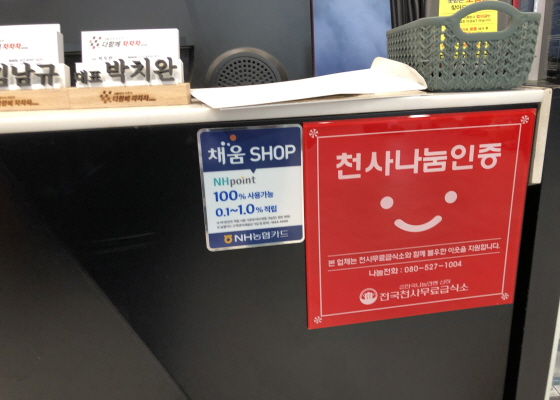 다함께 차차차
김남규
대표 박치완
다함께 차차차
채움 SHOP
NHpoint
100% 사용가능
0.1~1.0% 적립
NH농협카드
천사나눔인증
본 업체는 천사무료급식소와 함께 불우한 이웃을 지원합니다.
나눔전화 : 080-527-1004
전국천사무료급식소